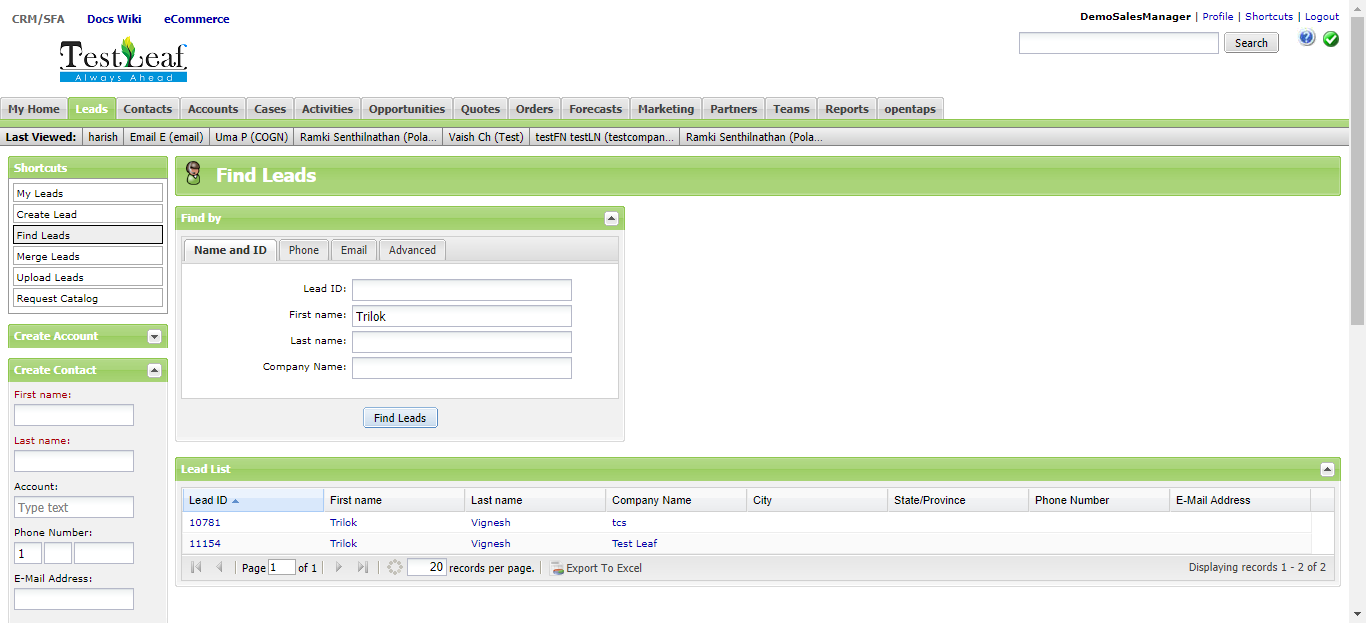 CRM/SFA Docs Wiki eCommerce
DemoSalesManager | Profile | Shortcuts | Logout
Search
TestLeaf
Always Ahead
My Home Leads Contacts Accounts Cases Activities Opportunities Quotes Orders Forecasts Marketing Partners Teams Reports opentaps
Last Viewed: harish Email E (email) Uma P (COGN) Ramki Senthilnathan (Pola... Vaish Ch (Test) testFN testLN (testcompan... Ramki Senthilnathan (Pola...
Shortcuts
My Leads
Create Lead
Find Leads
Merge Leads
Upload Leads
Request Catalog
Create Account
Create Contact
First name:
Last name:
Account:
Type text
Phone Number:
1
E-Mail Address:
Find Leads
Find by
Name and ID Phone Email Advanced
Lead ID:
First name: Trilok
Last name:
Company Name:
Find Leads
Lead List
Lead ID First name Last name Company Name City State/Province Phone Number E-Mail Address
10781 Trilok Vignesh tcs
11154 Trilok Vignesh Test Leaf
Page 1 of 1 20 records per page. Export To Excel Displaying records 1 - 2 of 2